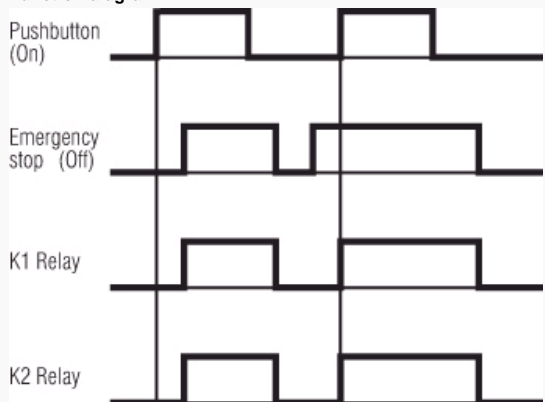 Pushbutton
(On)
Emergency
stop (Off)
K1 Relay
K2 Relay